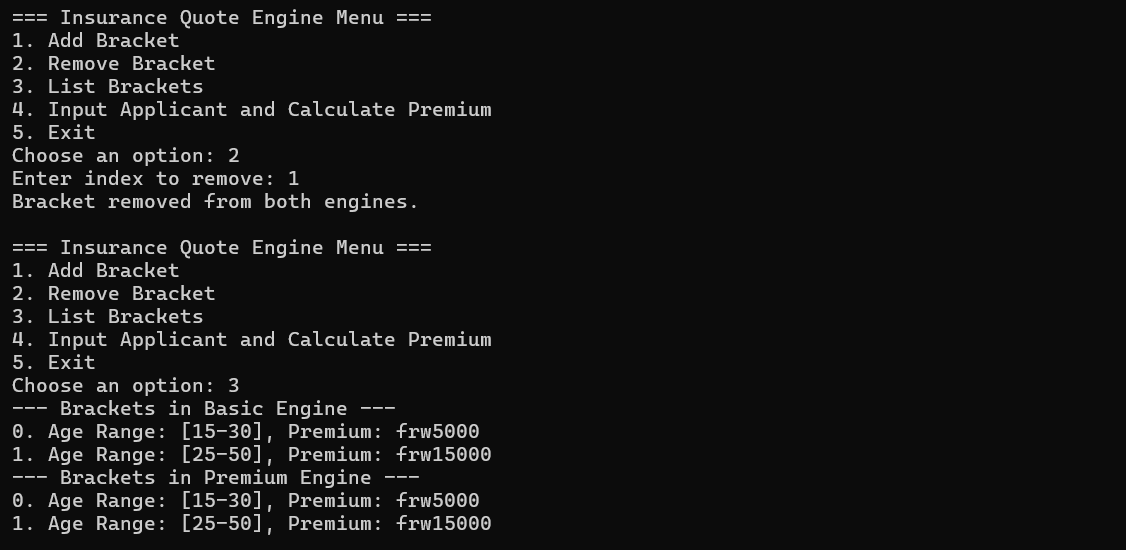 === Insurance Quote Engine Menu ===
1. Add Bracket
2. Remove Bracket
3. List Brackets
4. Input Applicant and Calculate Premium
5. Exit
Choose an option: 2
Enter index to remove: 1
Bracket removed from both engines.

=== Insurance Quote Engine Menu ===
1. Add Bracket
2. Remove Bracket
3. List Brackets
4. Input Applicant and Calculate Premium
5. Exit
Choose an option: 3
--- Brackets in Basic Engine ---
0. Age Range: [15-30], Premium: frw5000
1. Age Range: [25-50], Premium: frw15000
--- Brackets in Premium Engine ---
0. Age Range: [15-30], Premium: frw5000
1. Age Range: [25-50], Premium: frw15000